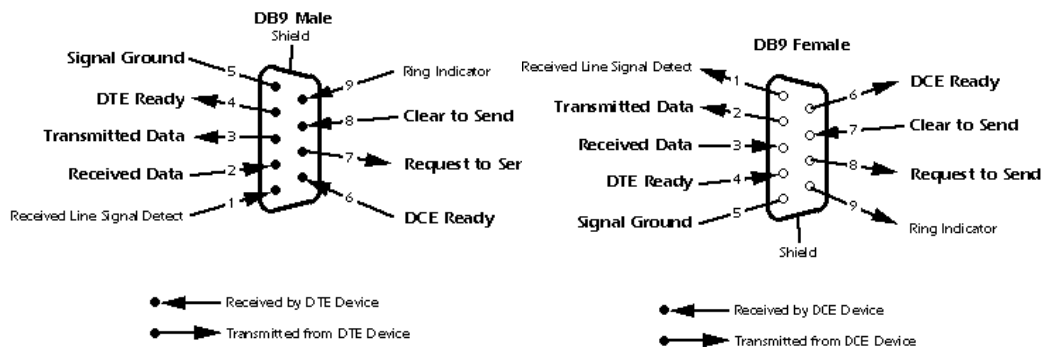 DB9 Male
Shield
Signal Ground
5
9
Ring Indicator
DTE Ready
4
8
Clear to Send
Transmitted Data
3
7
Request to Ser
Received Data
2
6
DCE Ready
Received Line Signal Detect
1
Received by DTE Device
Transmitted from DTE Device
DB9 Female
Received Line Signal Detect
1
6
DCE Ready
Transmitted Data
2
7
Clear to Send
Received Data
3
8
Request to Send
DTE Ready
4
9
Ring Indicator
Signal Ground
5
Shield
Received by DCE Device
Transmitted from DCE Device